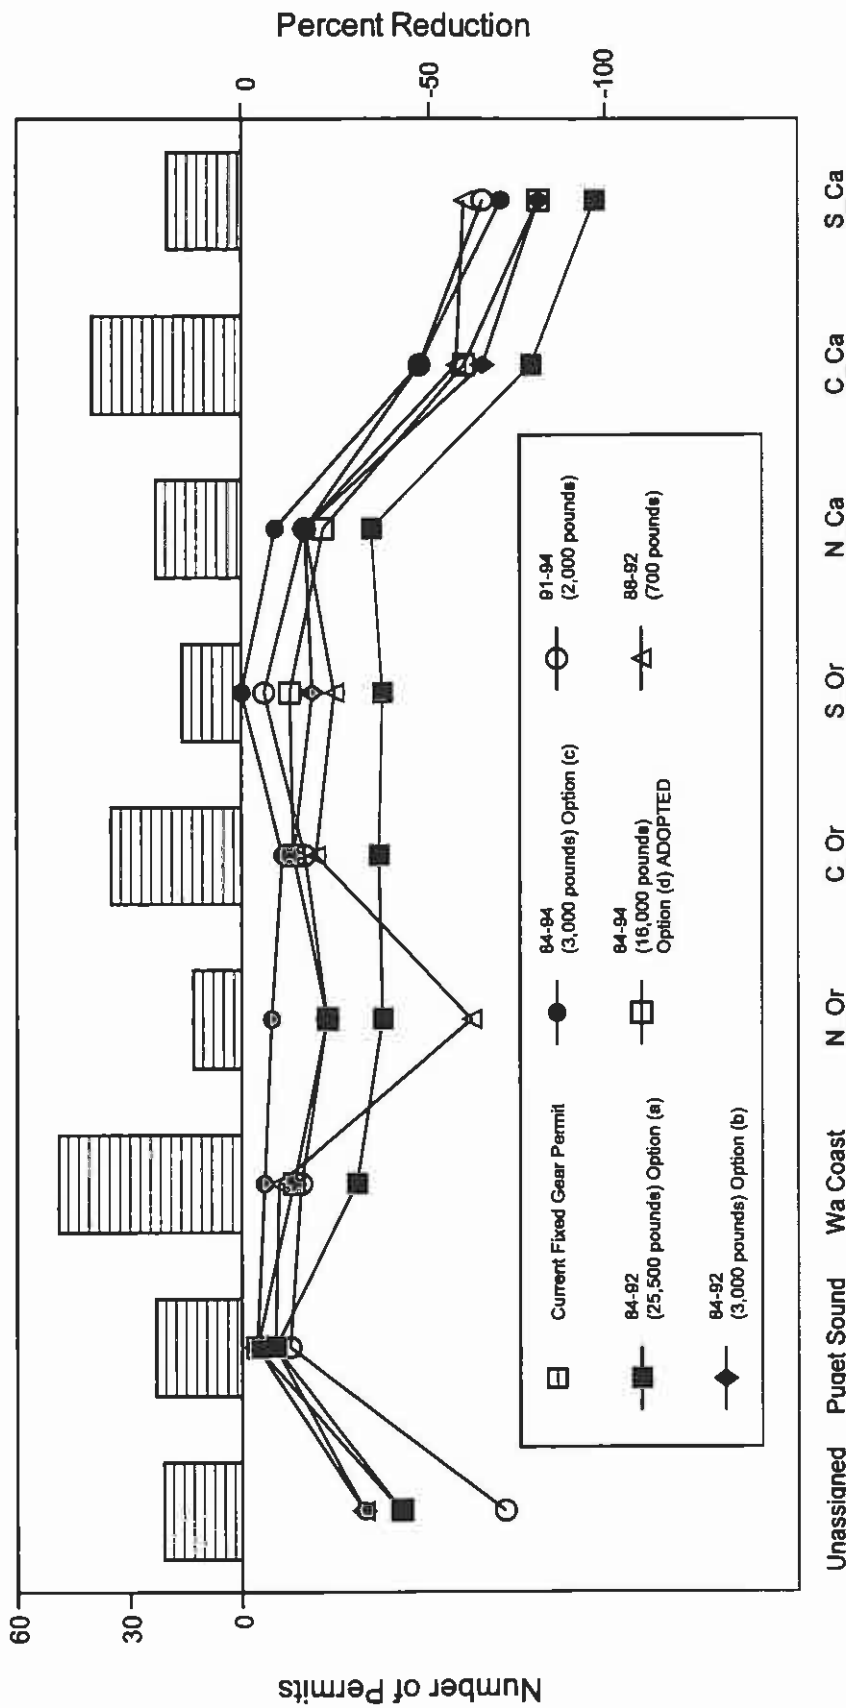 Percent Reduction
0
-50
-100
60
30
0
Number of Permits
Unassigned
Puget Sound
Wa Coast
N Or
C Or
S Or
N Ca
C_Ca
S_Ca
Current Fixed Gear Permit
84-94
(3,000 pounds) Option (c)
91-94
(2,000 pounds)
84-92
(25,500 pounds) Option (a)
84-94
(16,000 pounds)
Option (d) ADOPTED
88-92
(700 pounds)
84-92
(3,000 pounds) Option (b)